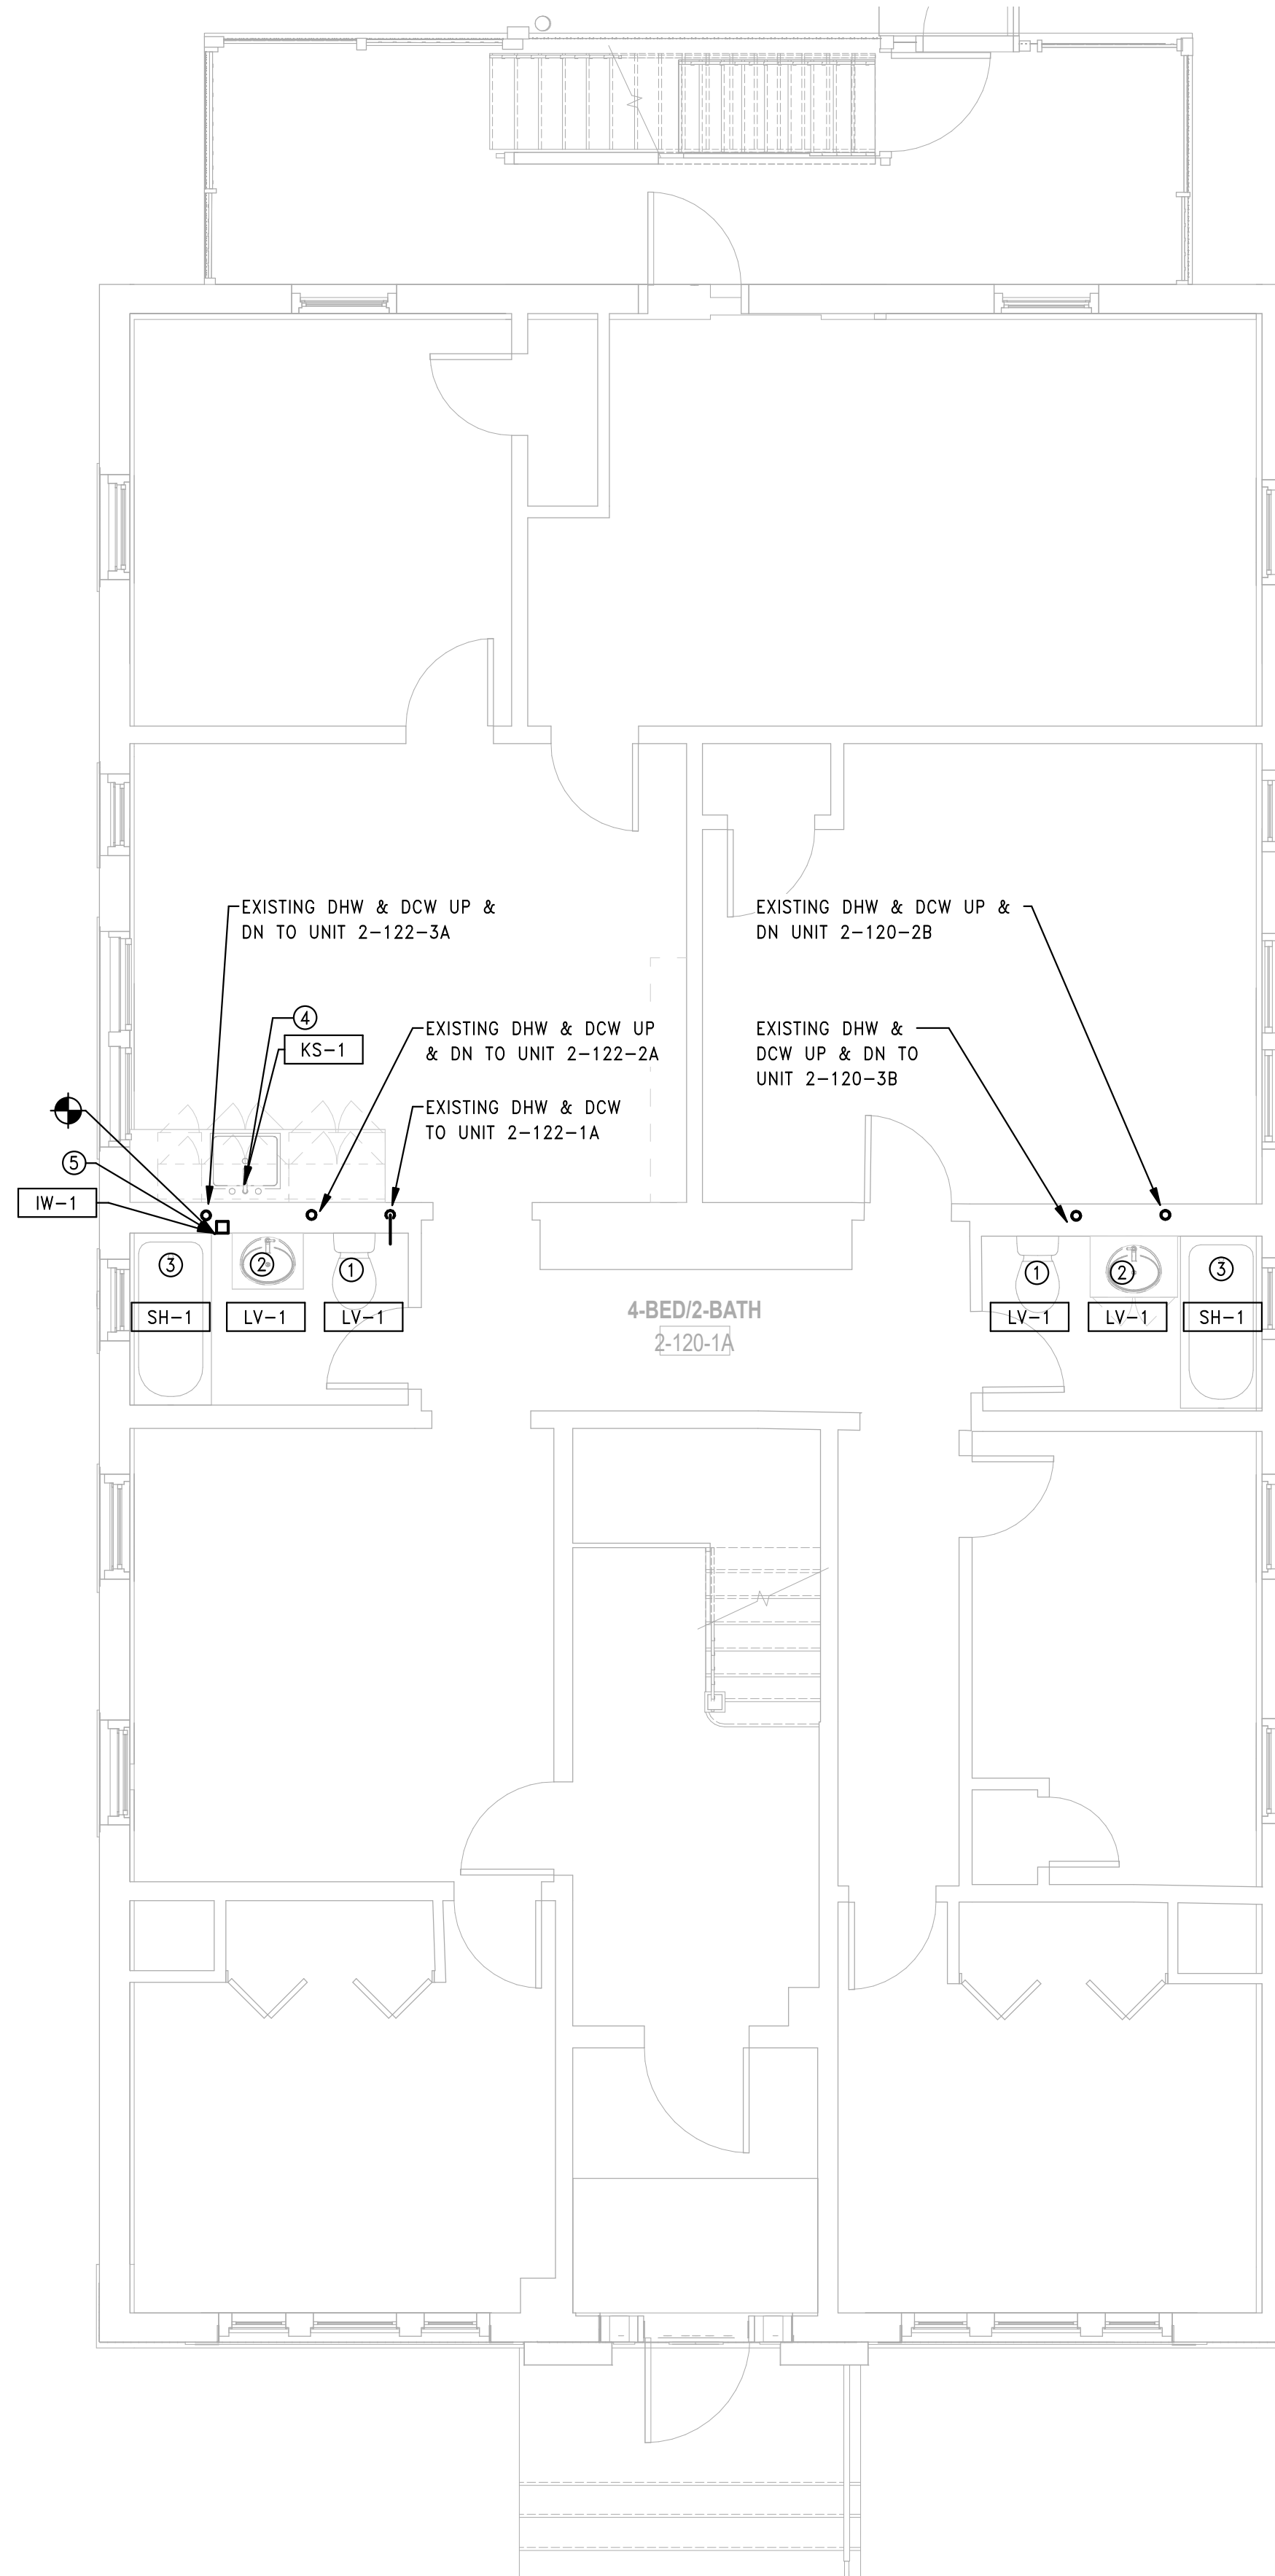 EXISTING DHW & DCW UP &
DN TO UNIT 2-122-3A
EXISTING DHW & DCW UP &
DN UNIT 2-120-2B
4
KS-1
EXISTING DHW & DCW UP
& DN TO UNIT 2-122-2A
EXISTING DHW &
DCW UP & DN TO
UNIT 2-120-3B
EXISTING DHW & DCW
TO UNIT 2-122-1A
5
IW-1
3
2
1
SH-1
LV-1
LV-1
4-BED/2-BATH
2-120-1A
1
2
3
LV-1
LV-1
SH-1